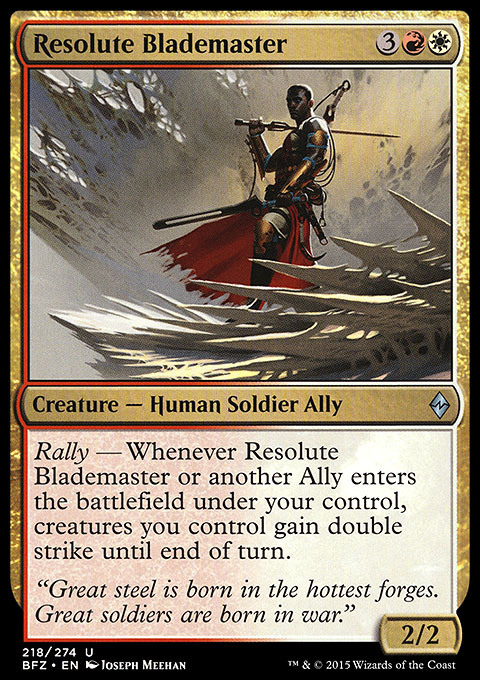 Resolute Blademaster 3
Creature — Human Soldier Ally
Rally — Whenever Resolute
Blademaster or another Ally enters
the battlefield under your control,
creatures you control gain double
strike until end of turn.
“Great steel is born in the hottest forges.
Great soldiers are born in war.”
2/2
218/274 U
BFZ • EN Joseph Meehan
™ & © 2015 Wizards of the Coast